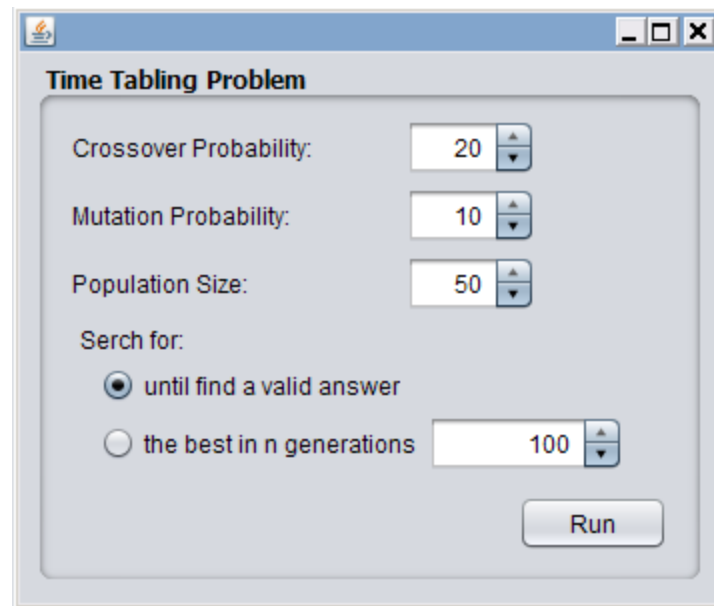 Time Tabling Problem
Crossover Probability: 20
Mutation Probability: 10
Population Size: 50
Serch for:
until find a valid answer
the best in n generations 100
Run